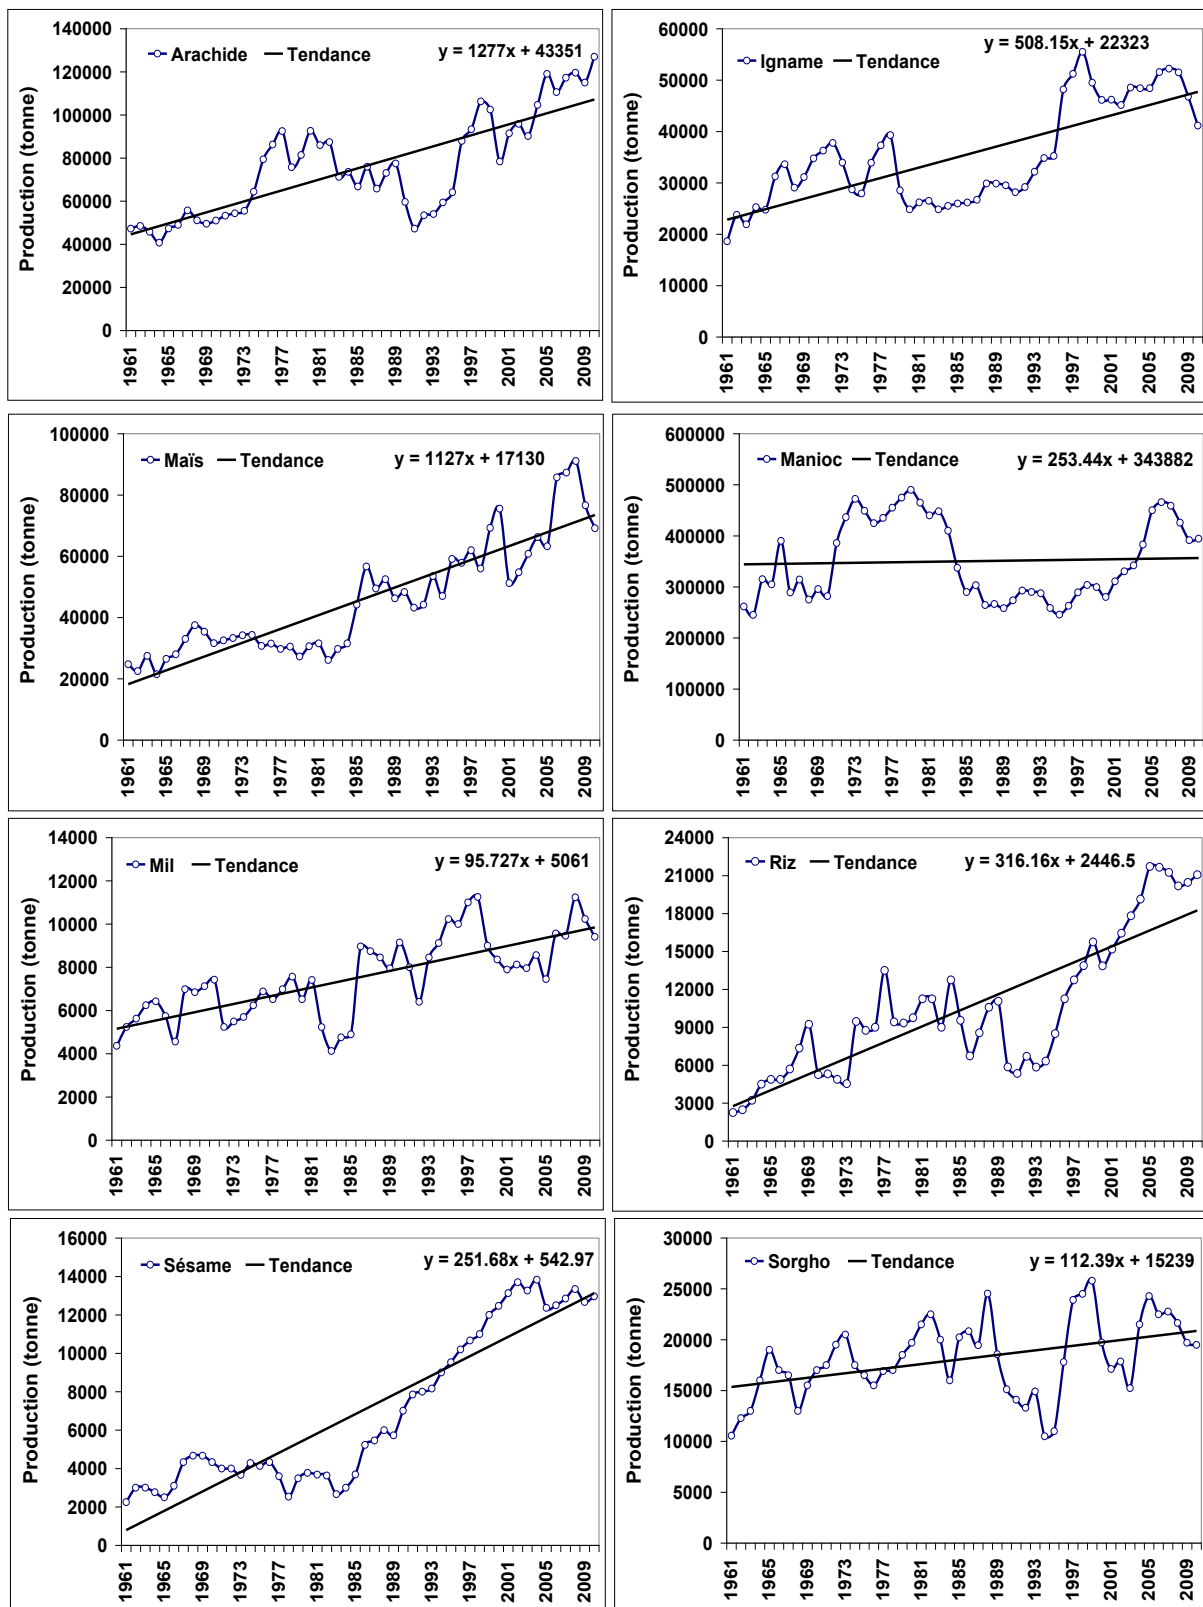 Production (tonne)
140000
120000
100000
80000
60000
40000
20000
0
Arachide Tendance y = 1277x + 43351
1961 1965 1969 1973 1977 1981 1985 1989 1993 1997 2001 2005 2009
Production (tonne)
60000
50000
40000
30000
20000
10000
0
Igname Tendance y = 508.15x + 22323
1961 1965 1969 1973 1977 1981 1985 1989 1993 1997 2001 2005 2009
Production (tonne)
100000
80000
60000
40000
20000
0
Maïs Tendance y = 1127x + 17130
1961 1965 1969 1973 1977 1981 1985 1989 1993 1997 2001 2005 2009
Production (tonne)
600000
500000
400000
300000
200000
100000
0
Manioc Tendance y = 253.44x + 343882
1961 1965 1969 1973 1977 1981 1985 1989 1993 1997 2001 2005 2009
Production (tonne)
14000
12000
10000
8000
6000
4000
2000
0
Mil Tendance y = 95.727x + 5061
1961 1965 1969 1973 1977 1981 1985 1989 1993 1997 2001 2005 2009
Production (tonne)
24000
21000
18000
15000
12000
9000
6000
3000
0
Riz Tendance y = 316.16x + 2446.5
1961 1965 1969 1973 1977 1981 1985 1989 1993 1997 2001 2005 2009
Production (tonne)
16000
14000
12000
10000
8000
6000
4000
2000
0
Sésame Tendance y = 251.68x + 542.97
1961 1965 1969 1973 1977 1981 1985 1989 1993 1997 2001 2005 2009
Production (tonne)
30000
25000
20000
15000
10000
5000
0
Sorgho Tendance y = 112.39x + 15239
1961 1965 1969 1973 1977 1981 1985 1989 1993 1997 2001 2005 2009